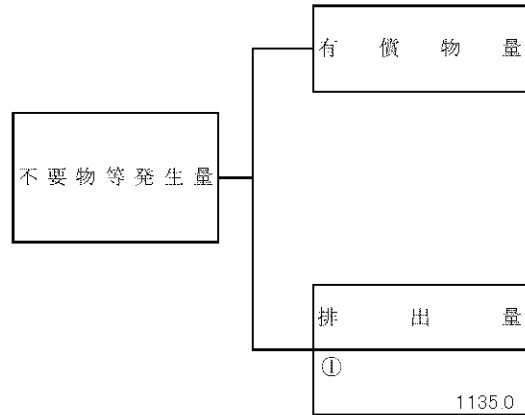 有償物量
不要物等発生量
排出量
①
1135.0